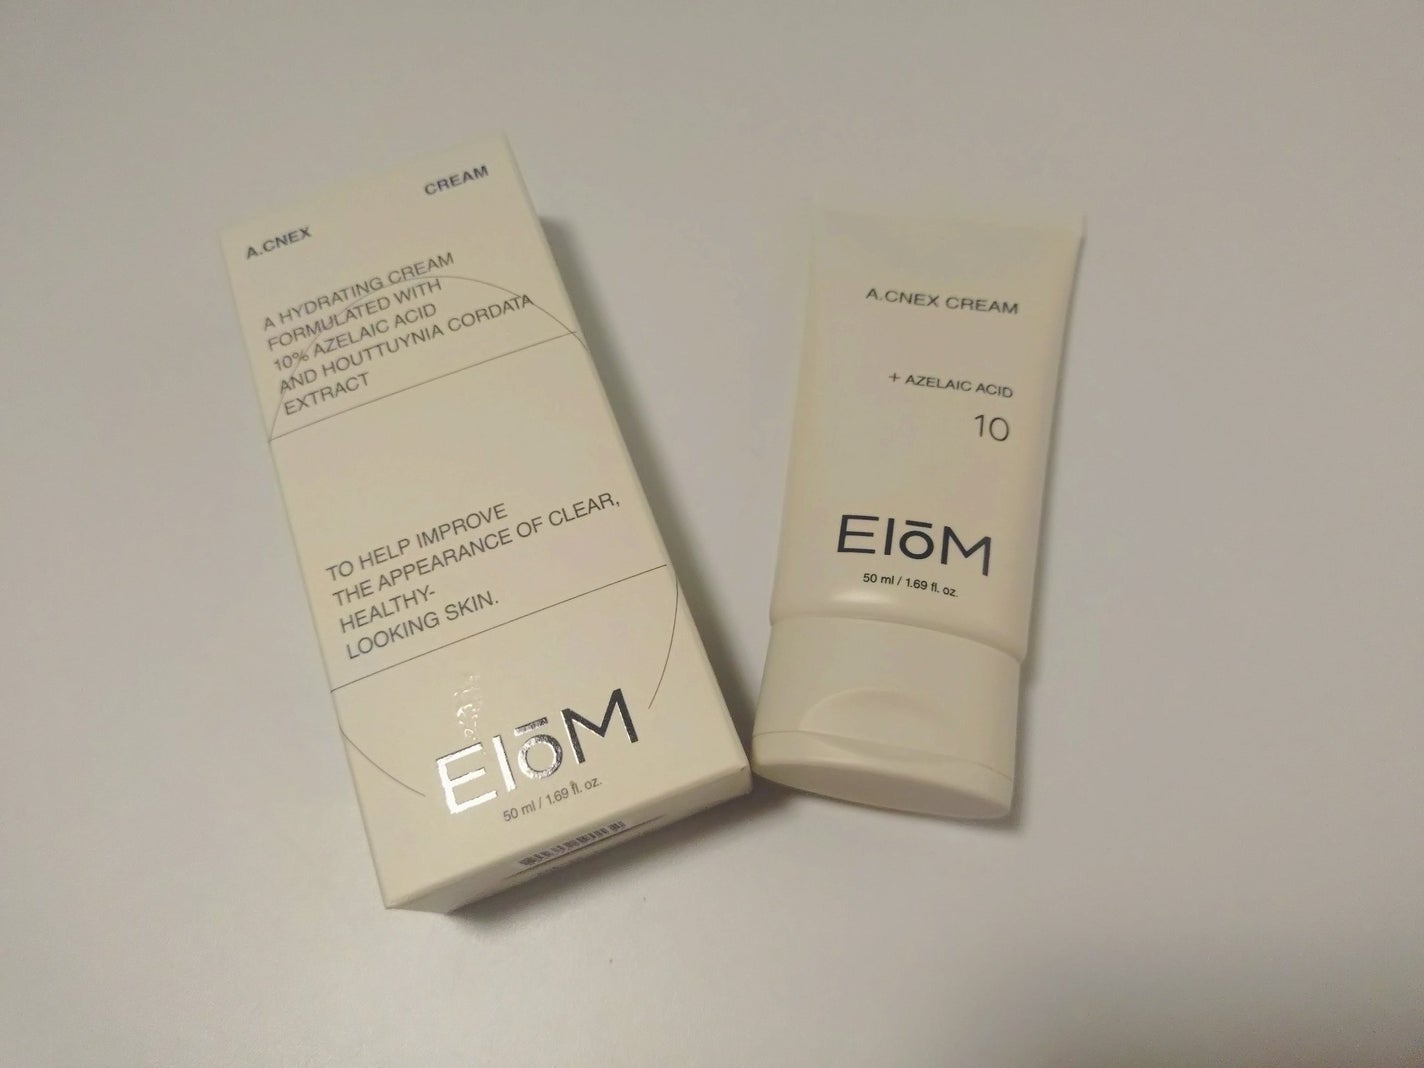 A.CNEX
CREAM
A HYDRATING CREAM
FORMULATED WITH
10% AZELAIC ACID
AND HOUTTUYNIA CORDATA
EXTRACT
TO HELP IMPROVE
THE APPEARANCE OF CLEAR,
HEALTHY-
LOOKING SKIN.
ElōM
50 ml / 1.69 fl. oz.
A.CNEX CREAM
+ AZELAIC ACID
10
ElōM
50 ml / 1.69 fl. oz.